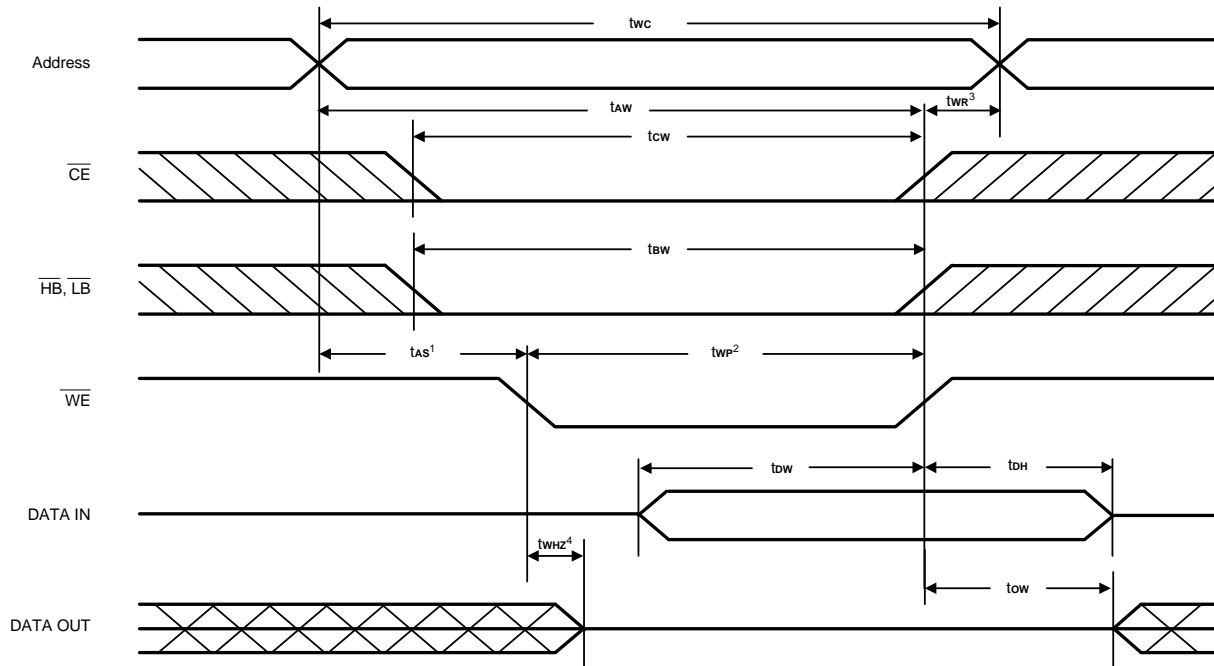 tWC
Address
tAW
tWR³
tCW
CE
tBW
HB, LB
tAS¹
tWP²
WE
tDW
tDH
DATA IN
tWHZ⁴
tOW
DATA OUT